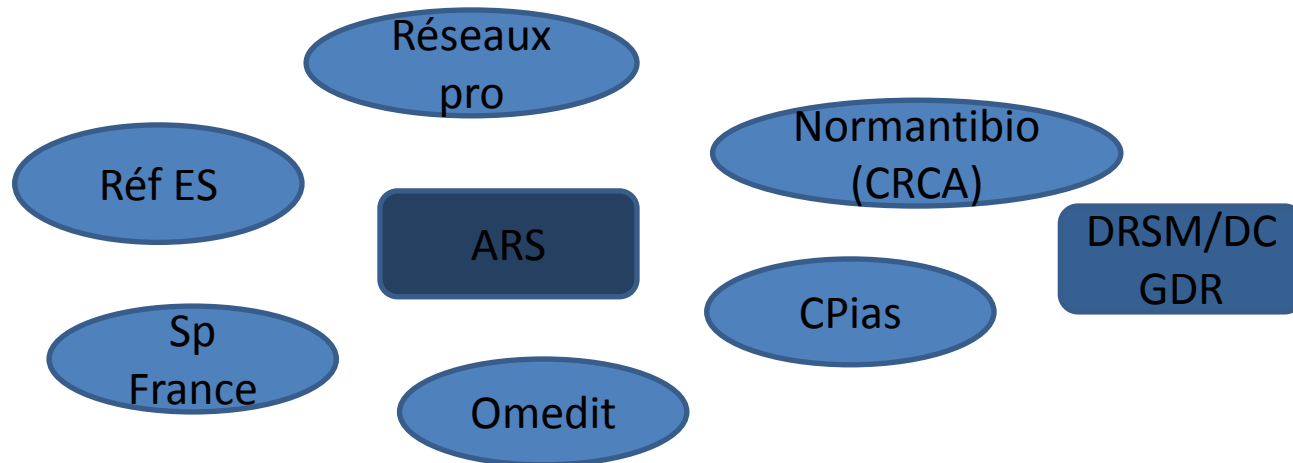 Réseaux
pro
Normantibio
(CRCA)
Réf ES
ARS
DRSM/DC
GDR
CPias
Sp
France
Omedit